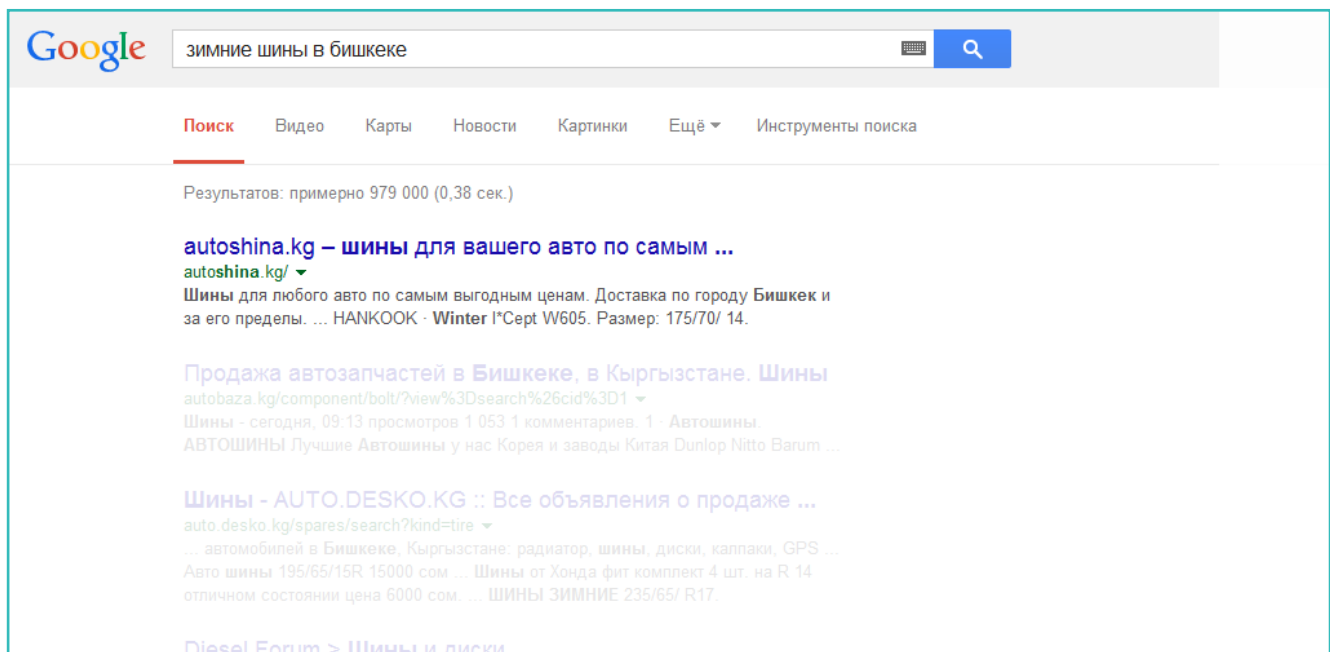 Google
зимние шины в бишкеке
Поиск Видео Карты Новости Картинки Ещё Инструменты поиска
Результатов: примерно 979 000 (0,38 сек.)
autoshina.kg – шины для вашего авто по самым ...
autoshina.kg/
Шины для любого авто по самым выгодным ценам. Доставка по городу Бишкек и
за его пределы. ... HANKOOK · Winter I*Cept W605. Размер: 175/70/ 14.
Продажа автозапчастей в Бишкеке, в Кыргызстане. Шины
autobaza.kg/component/bolt/?view%3Dsearch%26cid%3D1
Шины - сегодня, 09:13 просмотров 1 053 1 комментариев. 1 · Автошины.
АВТОШИНЫ Лучшие Автошины у нас Корея и заводы Китая Dunlop Nitto Barum ...
Шины - AUTO.DESKO.KG :: Все объявления о продаже ...
auto.desko.kg/spares/search?kind=tire
... автомобилей в Бишкеке, Кыргызстане: радиатор, шины, диски, каплаки, GPS ...
Авто шины 195/65/15R 15000 сом ... Шины от Хонда фит комплект 4 шт. на R 14
отличном состоянии цена 6000 сом. ... ШИНЫ ЗИМНИЕ 235/65/ R17.
Diesel Forum > Шины и диски